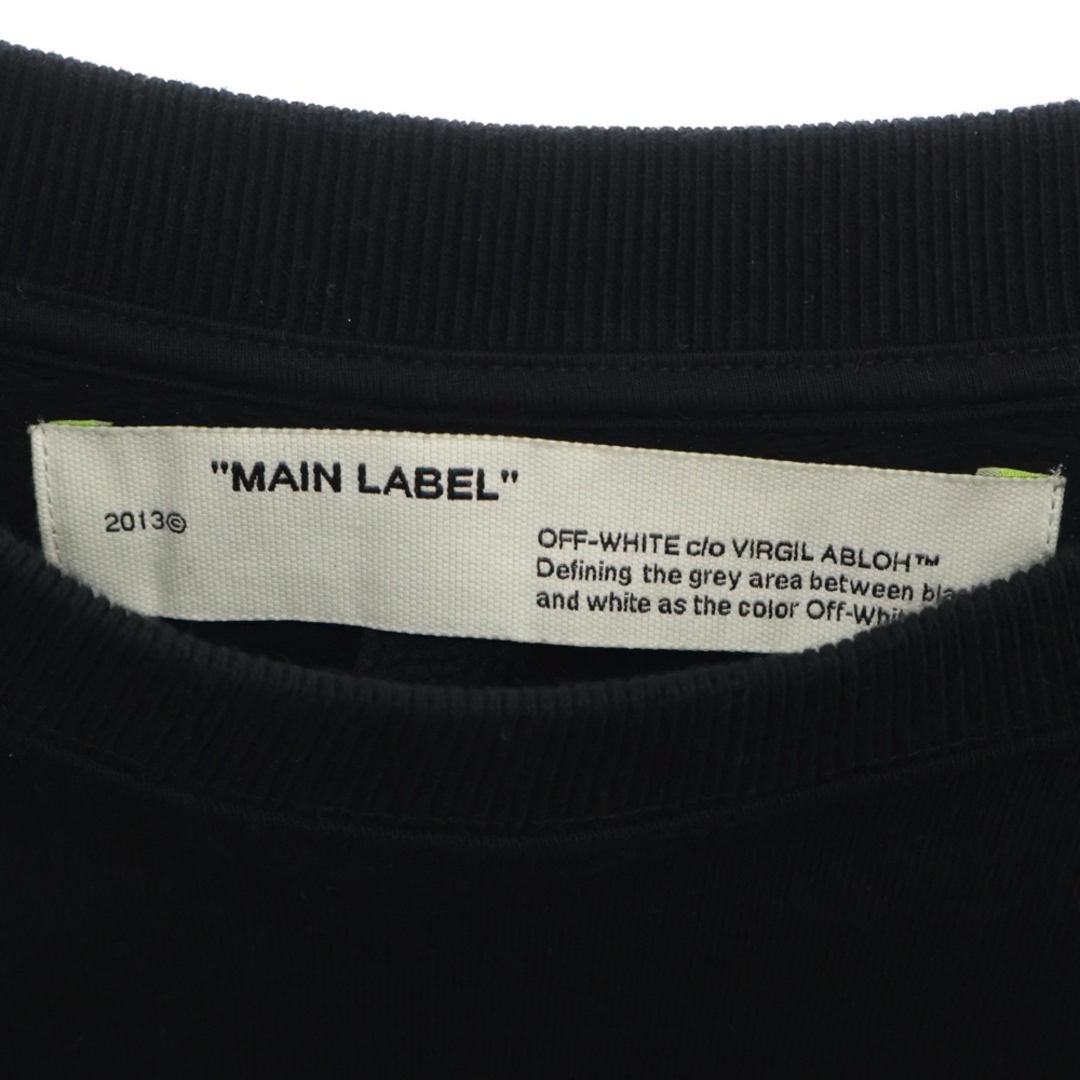 "MAIN LABEL"
2013©
OFF-WHITE c/o VIRGIL ABLOH™
Defining the grey area between
and white as the color